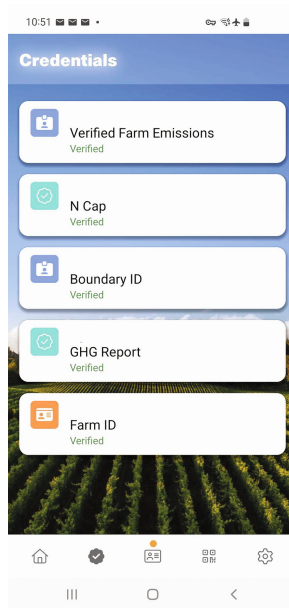 10:51
Credentials
Verified Farm Emissions
Verified
N Cap
Verified
Boundary ID
Verified
GHG Report
Verified
Farm ID
Verified